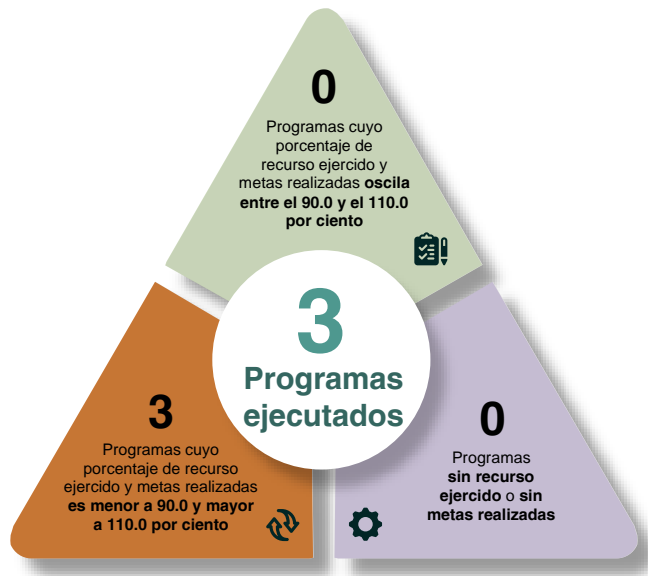 0
Programas cuyo
porcentaje de
recurso ejercido y
metas realizadas oscila
entre el 90.0 y el 110.0
por ciento
3
Programas
ejecutados
3
Programas cuyo
porcentaje de recurso
ejercido y metas realizadas
es menor a 90.0 y mayor
a 110.0 por ciento
0
Programas
sin recurso
ejercido o sin
metas realizadas